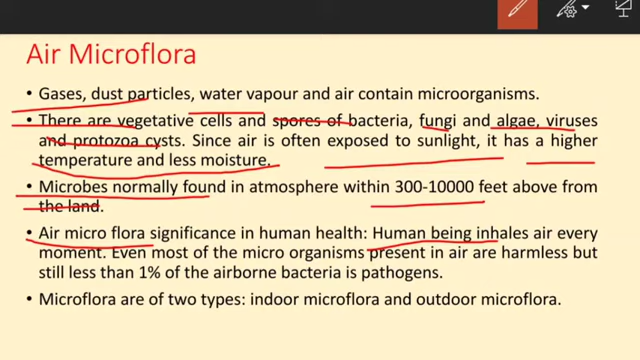 Air Microflora
• Gases, dust particles, water vapour and air contain microorganisms.
• There are vegetative cells and spores of bacteria, fungi and algae, viruses
and protozoa cysts. Since air is often exposed to sunlight, it has a higher
temperature and less moisture.
• Microbes normally found in atmosphere within 300-10000 feet above from
the land.
• Air micro flora significance in human health: Human being inhales air every
moment. Even most of the micro organisms present in air are harmless but
still less than 1% of the airborne bacteria is pathogens.
• Microflora are of two types: indoor microflora and outdoor microflora.